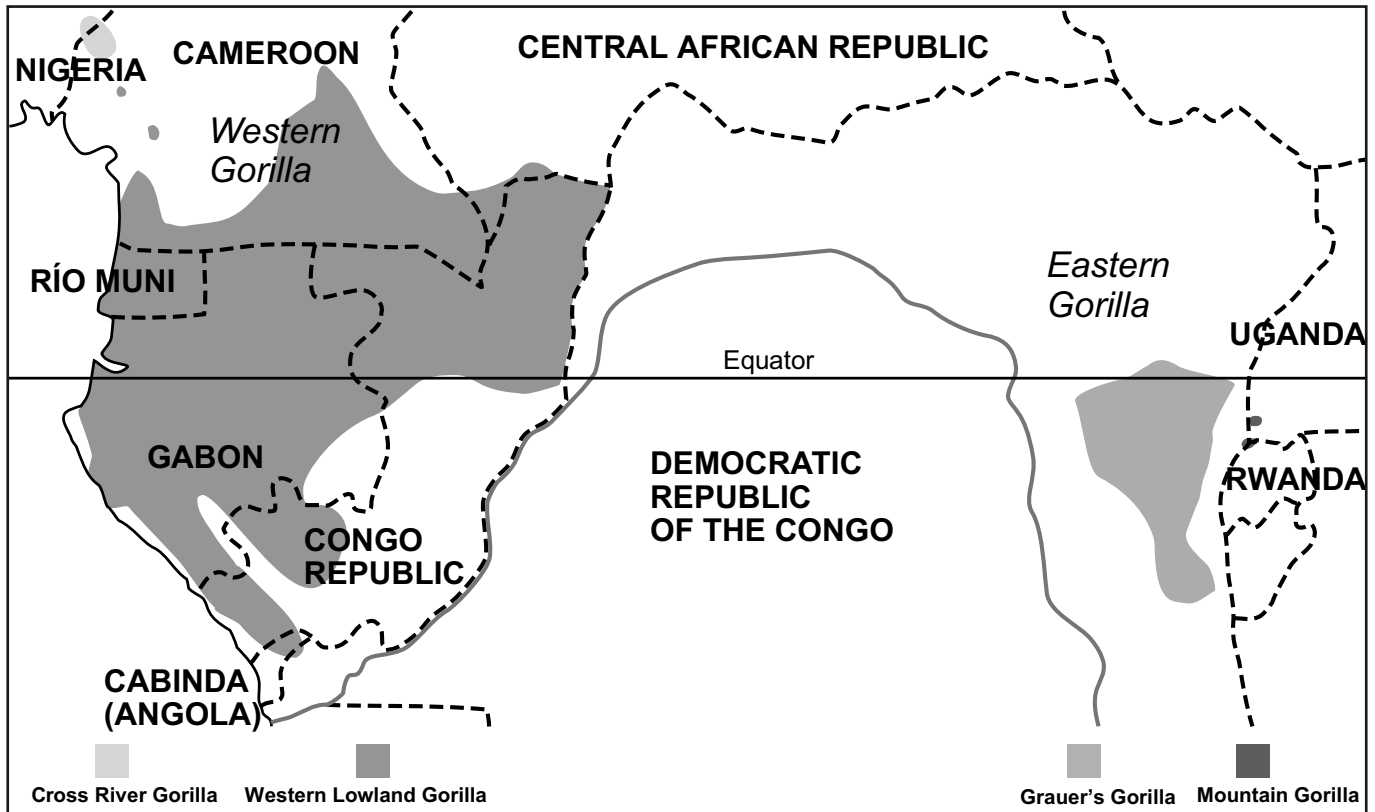 CAMEROON
CENTRAL AFRICAN REPUBLIC
NIGERIA
Western
Gorilla
RÍO MUNI
Eastern
Gorilla
UGANDA
Equator
GABON
DEMOCRATIC
REPUBLIC
OF THE CONGO
RWANDA
CONGO
REPUBLIC
CABINDA
(ANGOLA)
Cross River Gorilla
Western Lowland Gorilla
Grauer's Gorilla
Mountain Gorilla